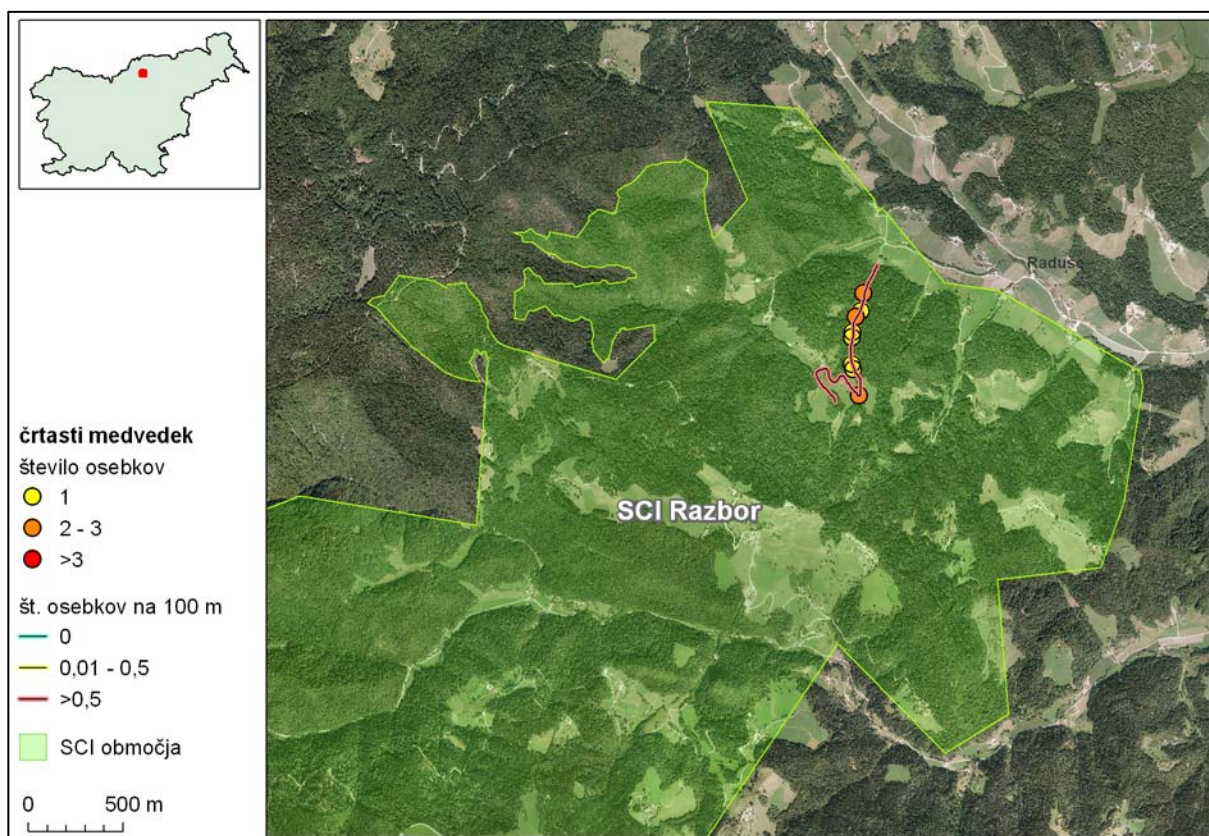 črtasti medvedek
število osebkov
1
2 - 3
>3
št. osebkov na 100 m
0
0,01 - 0,5
>0,5
SCI območja
0 500 m
Raduše
SCI Razbor